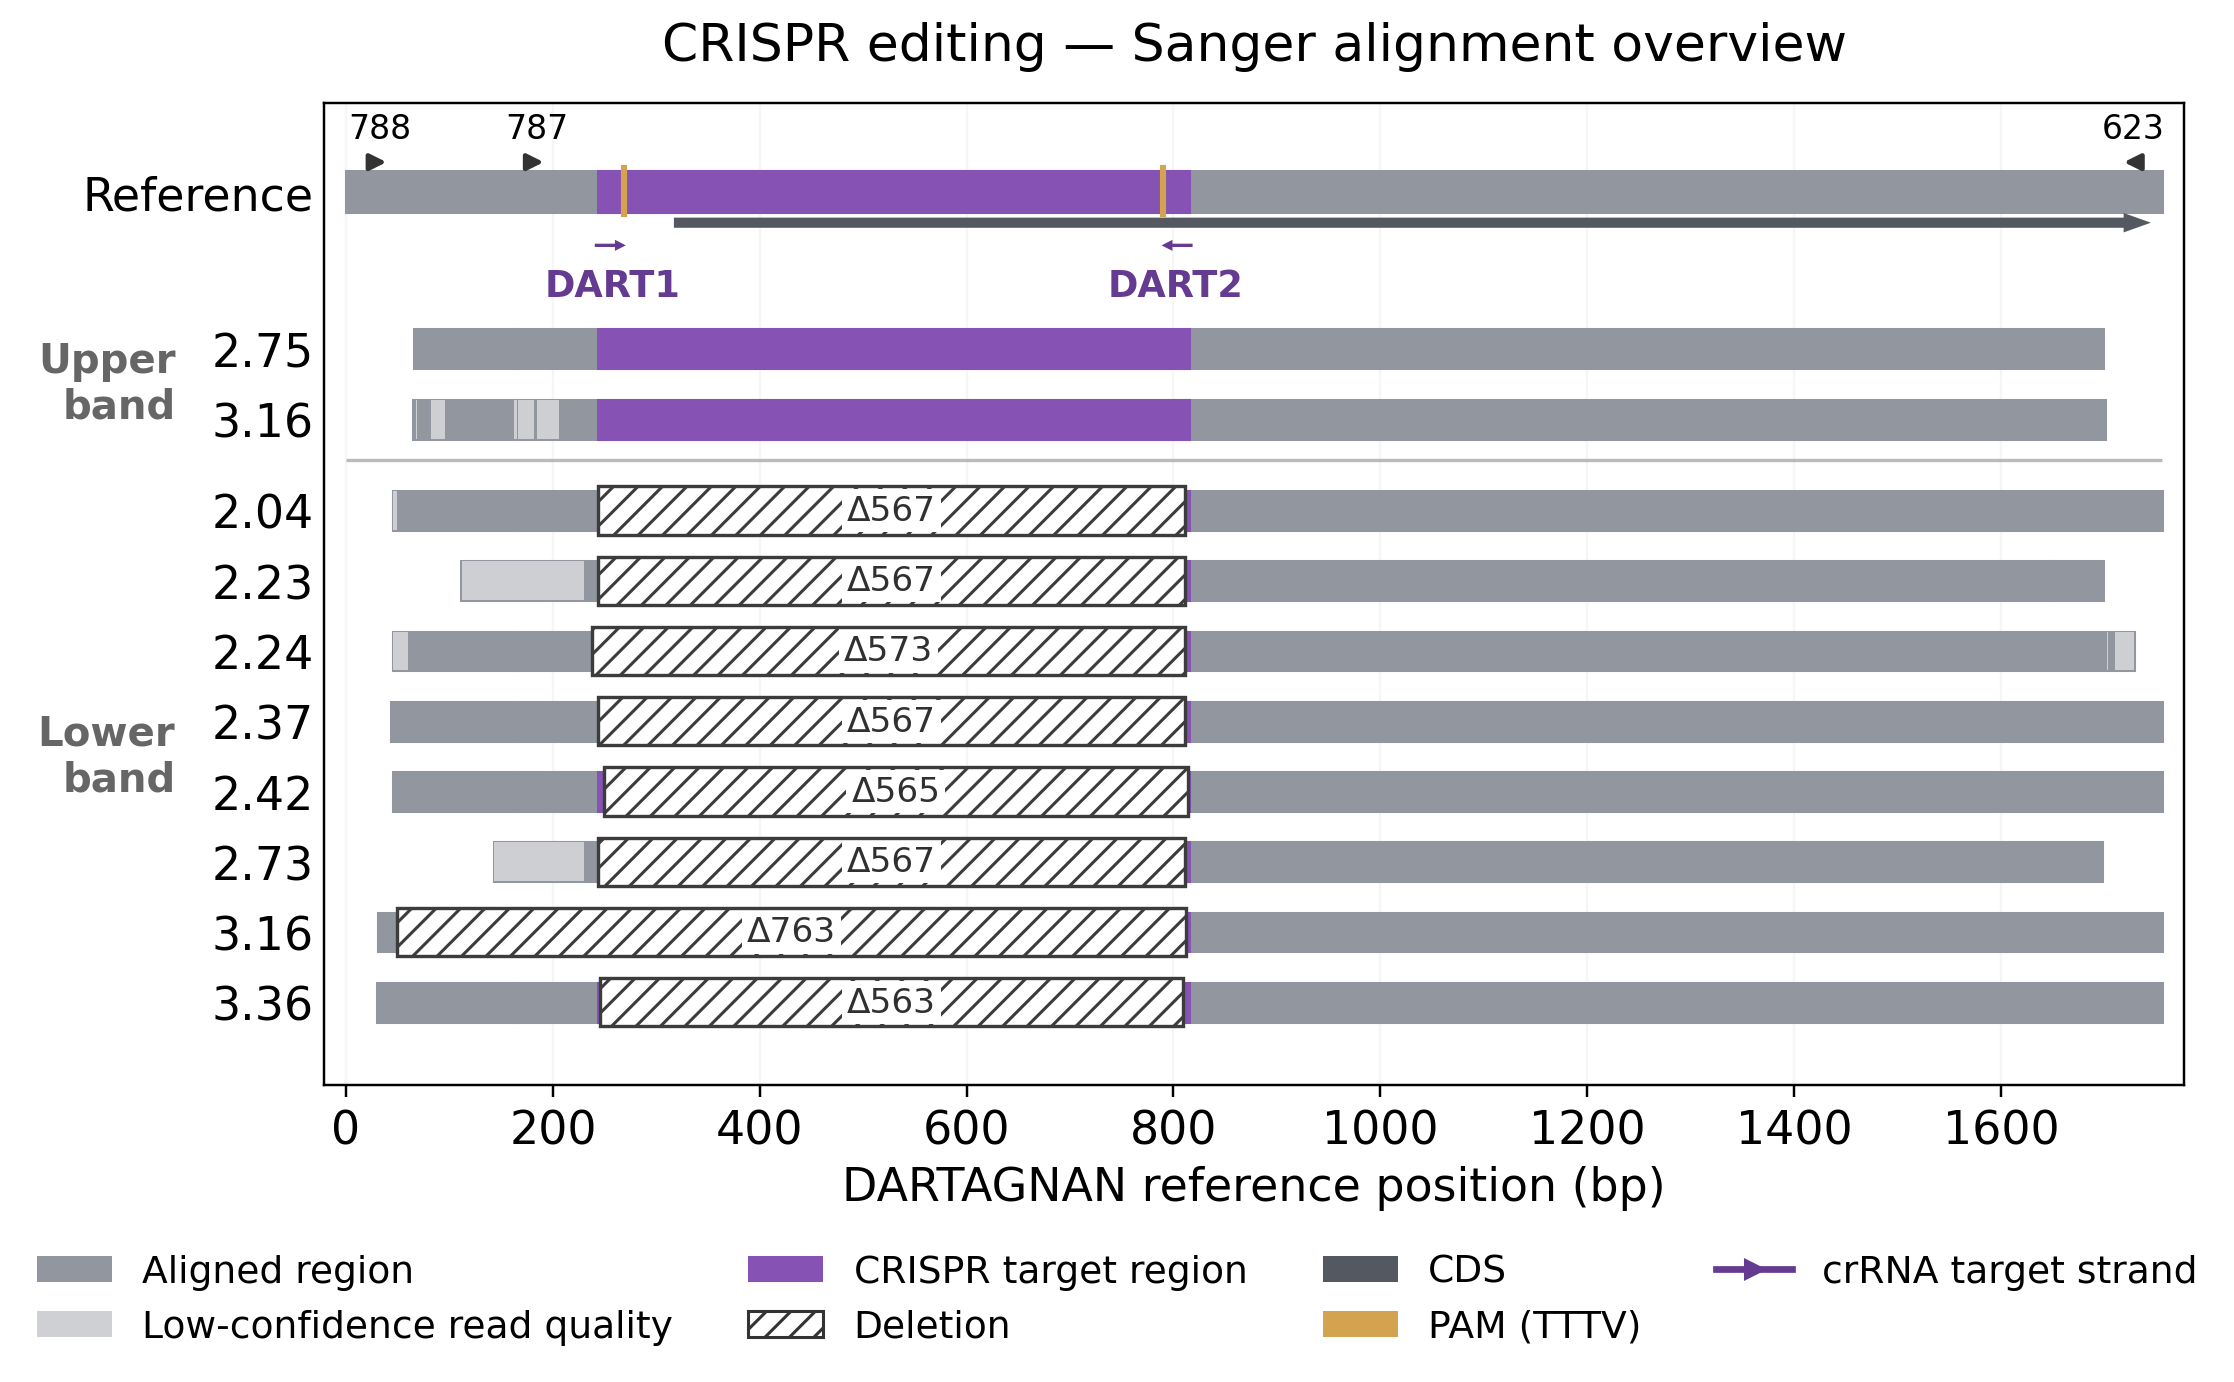 CRISPR editing — Sanger alignment overview
788 787 623
Reference
DART1 DART2
Upper
band
2.75
3.16
Lower
band
2.04 Δ567
2.23 Δ567
2.24 Δ573
2.37 Δ567
2.42 Δ565
2.73 Δ567
3.16 Δ763
3.36 Δ563
0 200 400 600 800 1000 1200 1400 1600
DARTAGNAN reference position (bp)
Aligned region
Low-confidence read quality
CRISPR target region
Deletion
CDS
PAM (TTTV)
crRNA target strand